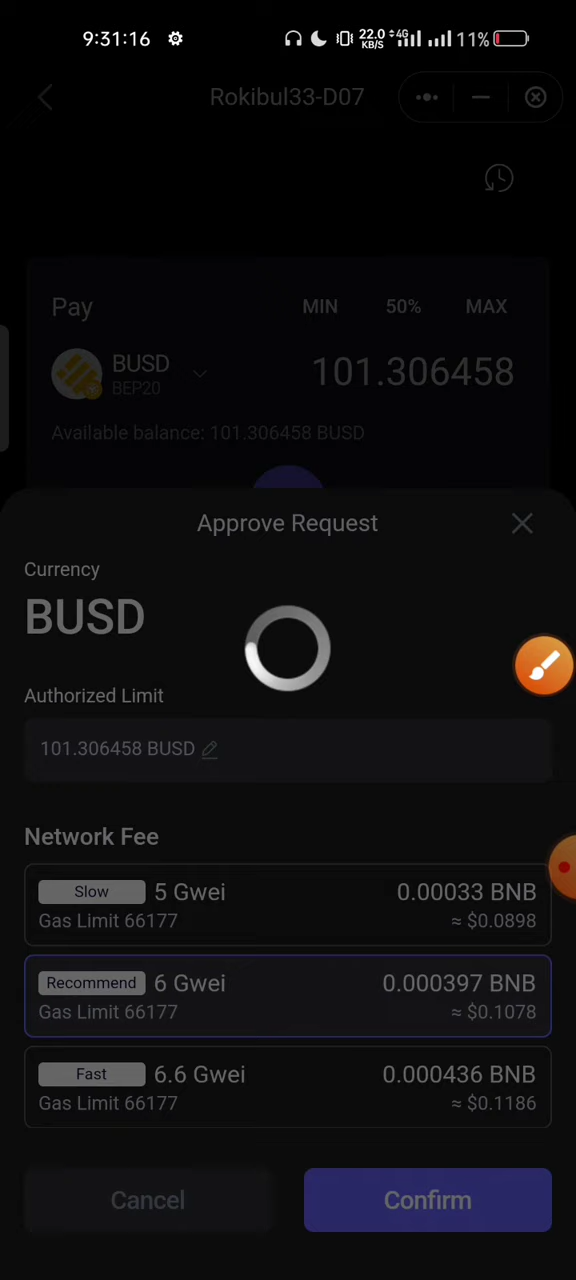 9:31:16 22.0 KB/S 4G 11%
Rokibul33-D07
Pay MIN 50% MAX
BUSD 101.306458
BEP20
Available balance: 101.306458 BUSD
Approve Request
Currency
BUSD
Authorized Limit
101.306458 BUSD
Network Fee
Slow 5 Gwei 0.00033 BNB
Gas Limit 66177 ≈ $0.0898
Recommend 6 Gwei 0.000397 BNB
Gas Limit 66177 ≈ $0.1078
Fast 6.6 Gwei 0.000436 BNB
Gas Limit 66177 ≈ $0.1186
Cancel Confirm